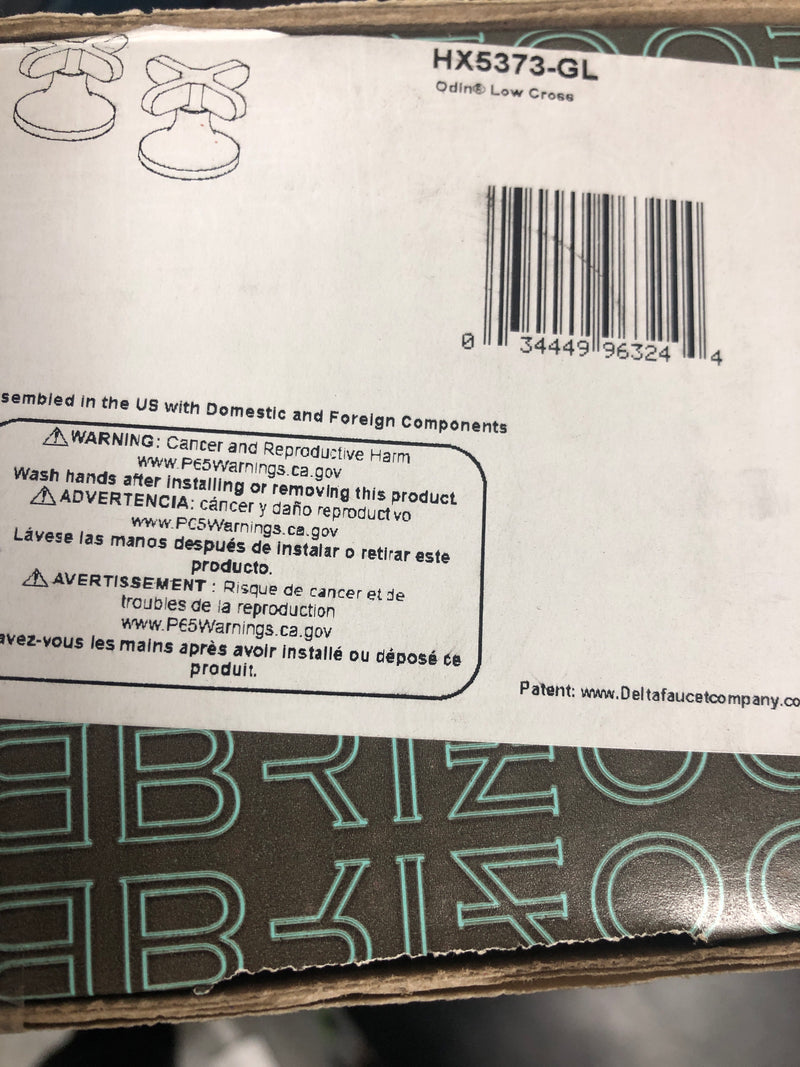 HX5373-GL
Odin® Low Cross
0 34449 96324 4
sembled in the US with Domestic and Foreign Components
WARNING: Cancer and Reproductive Harm
www.P65Warnings.ca.gov
Wash hands after installing or removing this product.
ADVERTENCIA: cáncer y daño reproductvo
www.P65Warnings.ca.gov
Lávese las manos después de instalar o retirar este
producto.
AVERTISSEMENT : Risque de cancer et de
troubles de la reproduction
www.P65Warnings.ca.gov
avez-vous les mains après avoir installé ou déposé ce
produit.
Patent: www.Deltafaucetcompany.co
BRIZO
BRIZO